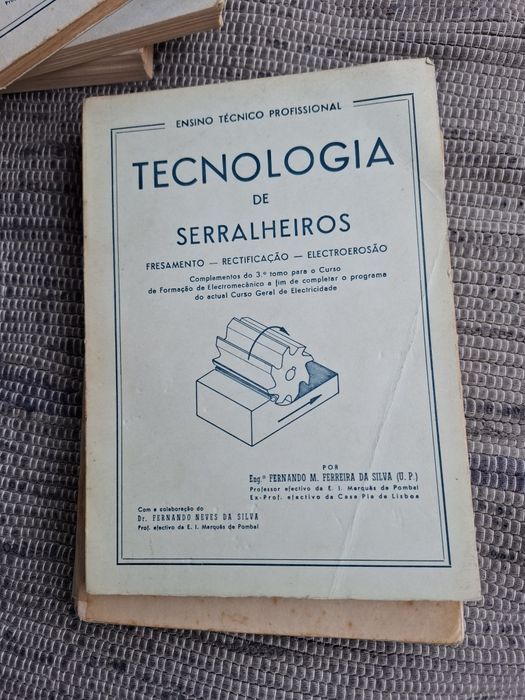 ENSINO TÉCNICO PROFISSIONAL
TECNOLOGIA
DE
SERRALHEIROS
FRESAMENTO — RECTIFICAÇÃO — ELECTROEROSÃO
Complementos do 3.º tomo para o Curso
de Formação de Electromecânico a fim de completar o programa
do actual Curso Geral de Electricidade
POR
Eng.º FERNANDO M. FERREIRA DA SILVA (U. P.)
Professor efectivo da E. I. Marquês de Pombal
Ex-Prof. efectivo da Casa Pia de Lisboa
Com a colaboração do
Dr. FERNANDO NEVES DA SILVA
Prof. efectivo da E. I. Marquês de Pombal